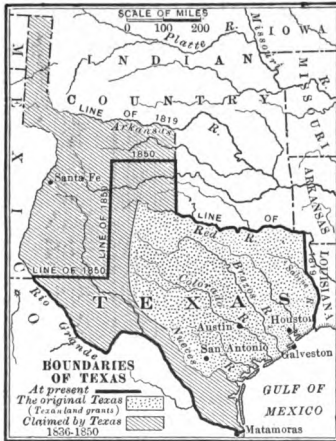 SCALE OF MILES
0 100 200
Platte R.
Missouri R.
IOWA
INDIAN
COUNTRY
MISSOURI
MEXICO
LINE OF 1819
Arkansas R.
1850
Santa Fe
LINE OF 1850
LINE OF 1819
ARKANSAS
LOUISIANA
LINE OF 1850
Red R.
Sabine
Brazos R.
Colorado R.
TEXAS
Rio Grande
Austin
Houston
San Antonio
Galveston
Nueces R.
BOUNDARIES
OF TEXAS
At present
The original Texas
(Texan land grants)
Claimed by Texas
1836-1850
GULF OF
MEXICO
Matamoras